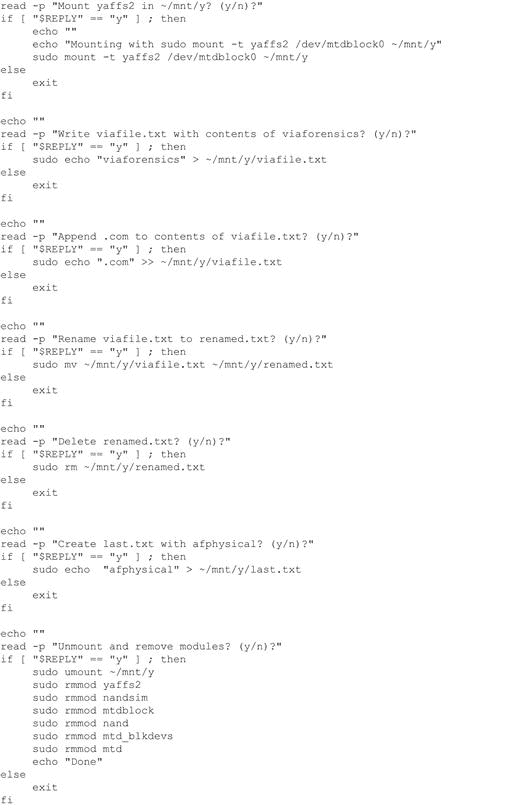 read -p "Mount yaffs2 in ~/mnt/y? (y/n)?"
if [ "$REPLY" == "y" ] ; then
     echo ""
     echo "Mounting with sudo mount -t yaffs2 /dev/mtdblock0 ~/mnt/y"
     sudo mount -t yaffs2 /dev/mtdblock0 ~/mnt/y
else
     exit
fi

echo ""
read -p "Write viafile.txt with contents of viaforensics? (y/n)?"
if [ "$REPLY" == "y" ] ; then
     sudo echo "viaforensics" > ~/mnt/y/viafile.txt
else
     exit
fi

echo ""
read -p "Append .com to contents of viafile.txt? (y/n)?"
if [ "$REPLY" == "y" ] ; then
     sudo echo ".com" >> ~/mnt/y/viafile.txt
else
     exit
fi

echo ""
read -p "Rename viafile.txt to renamed.txt? (y/n)?"
if [ "$REPLY" == "y" ] ; then
     sudo mv ~/mnt/y/viafile.txt ~/mnt/y/renamed.txt
else
     exit
fi

echo ""
read -p "Delete renamed.txt? (y/n)?"
if [ "$REPLY" == "y" ] ; then
     sudo rm ~/mnt/y/renamed.txt
else
     exit
fi

echo ""
read -p "Create last.txt with afphysical? (y/n)?"
if [ "$REPLY" == "y" ] ; then
     sudo echo  "afphysical" > ~/mnt/y/last.txt
else
     exit
fi

echo ""
read -p "Unmount and remove modules? (y/n)?"
if [ "$REPLY" == "y" ] ; then
     sudo umount ~/mnt/y
     sudo rmmod yaffs2
     sudo rmmod nandsim
     sudo rmmod mtdblock
     sudo rmmod nand
     sudo rmmod mtd_blkdevs
     sudo rmmod mtd
     echo "Done"
else
     exit
fi